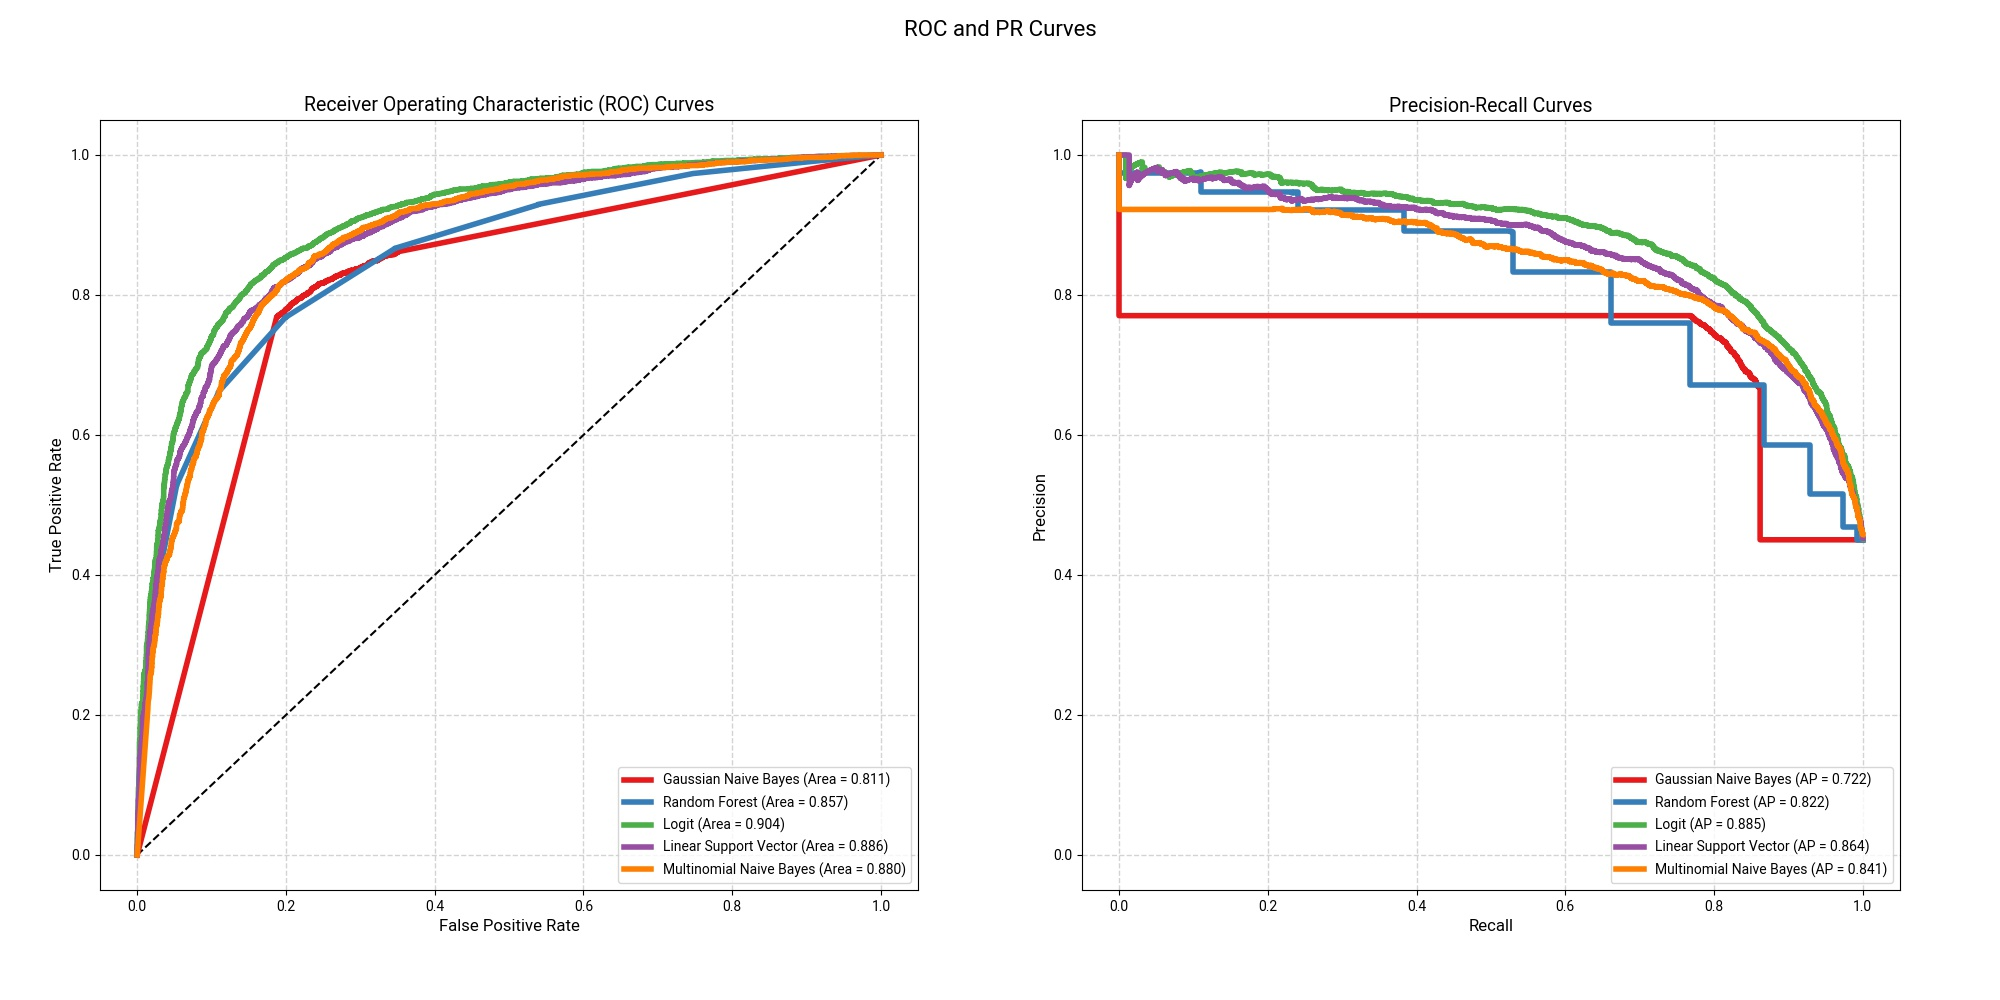 ROC and PR Curves
Receiver Operating Characteristic (ROC) Curves
True Positive Rate
1.0
0.8
0.6
0.4
0.2
0.0
0.0 0.2 0.4 0.6 0.8 1.0
False Positive Rate
Gaussian Naive Bayes (Area = 0.811)
Random Forest (Area = 0.857)
Logit (Area = 0.904)
Linear Support Vector (Area = 0.886)
Multinomial Naive Bayes (Area = 0.880)
Precision-Recall Curves
Precision
1.0
0.8
0.6
0.4
0.2
0.0
0.0 0.2 0.4 0.6 0.8 1.0
Recall
Gaussian Naive Bayes (AP = 0.722)
Random Forest (AP = 0.822)
Logit (AP = 0.885)
Linear Support Vector (AP = 0.864)
Multinomial Naive Bayes (AP = 0.841)